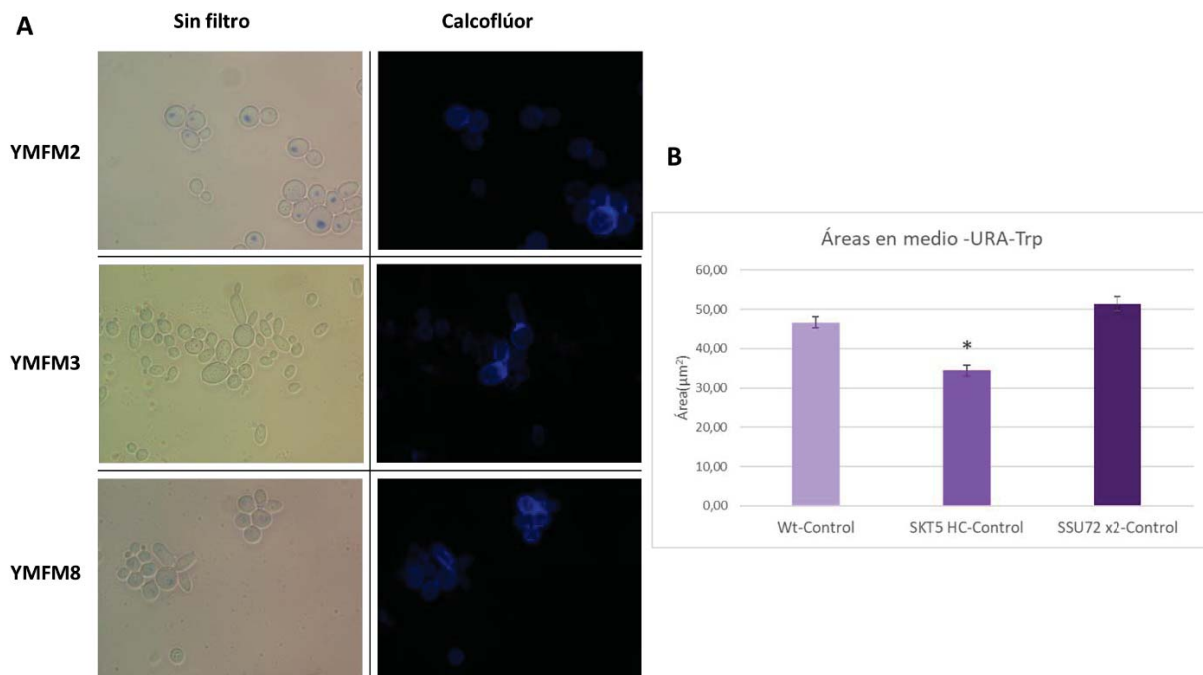 A
Sin filtro
Calcoflúor
YMFM2
YMFM3
YMFM8
B
Áreas en medio -URA-Trp
Área(µm²)
60,00
50,00
40,00
30,00
20,00
10,00
0,00
*
Wt-Control
SKT5 HC-Control
SSU72 x2-Control